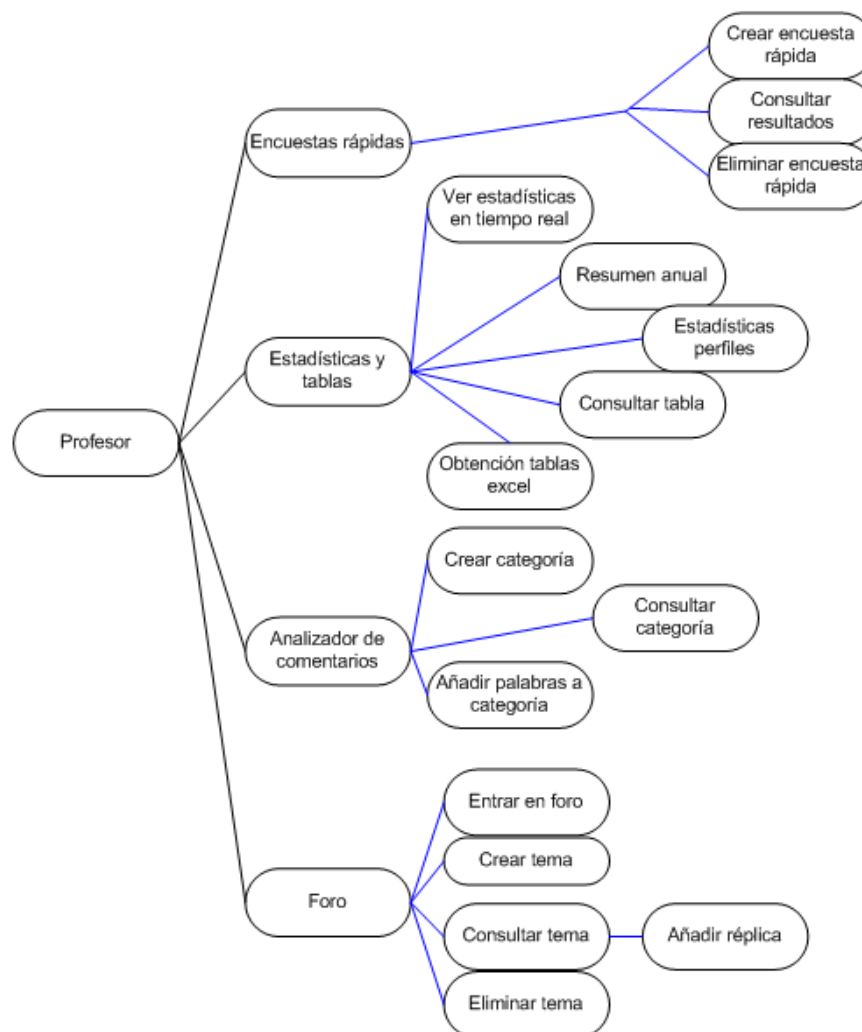 Crear encuesta
rápida
Consultar
resultados
Encuestas rápidas
Eliminar encuesta
rápida
Ver estadísticas
en tiempo real
Resumen anual
Estadísticas
perfiles
Estadísticas y
tablas
Consultar tabla
Profesor
Obtención tablas
excel
Crear categoría
Consultar
categoría
Analizador de
comentarios
Añadir palabras a
categoría
Entrar en foro
Crear tema
Foro
Consultar tema
Añadir réplica
Eliminar tema